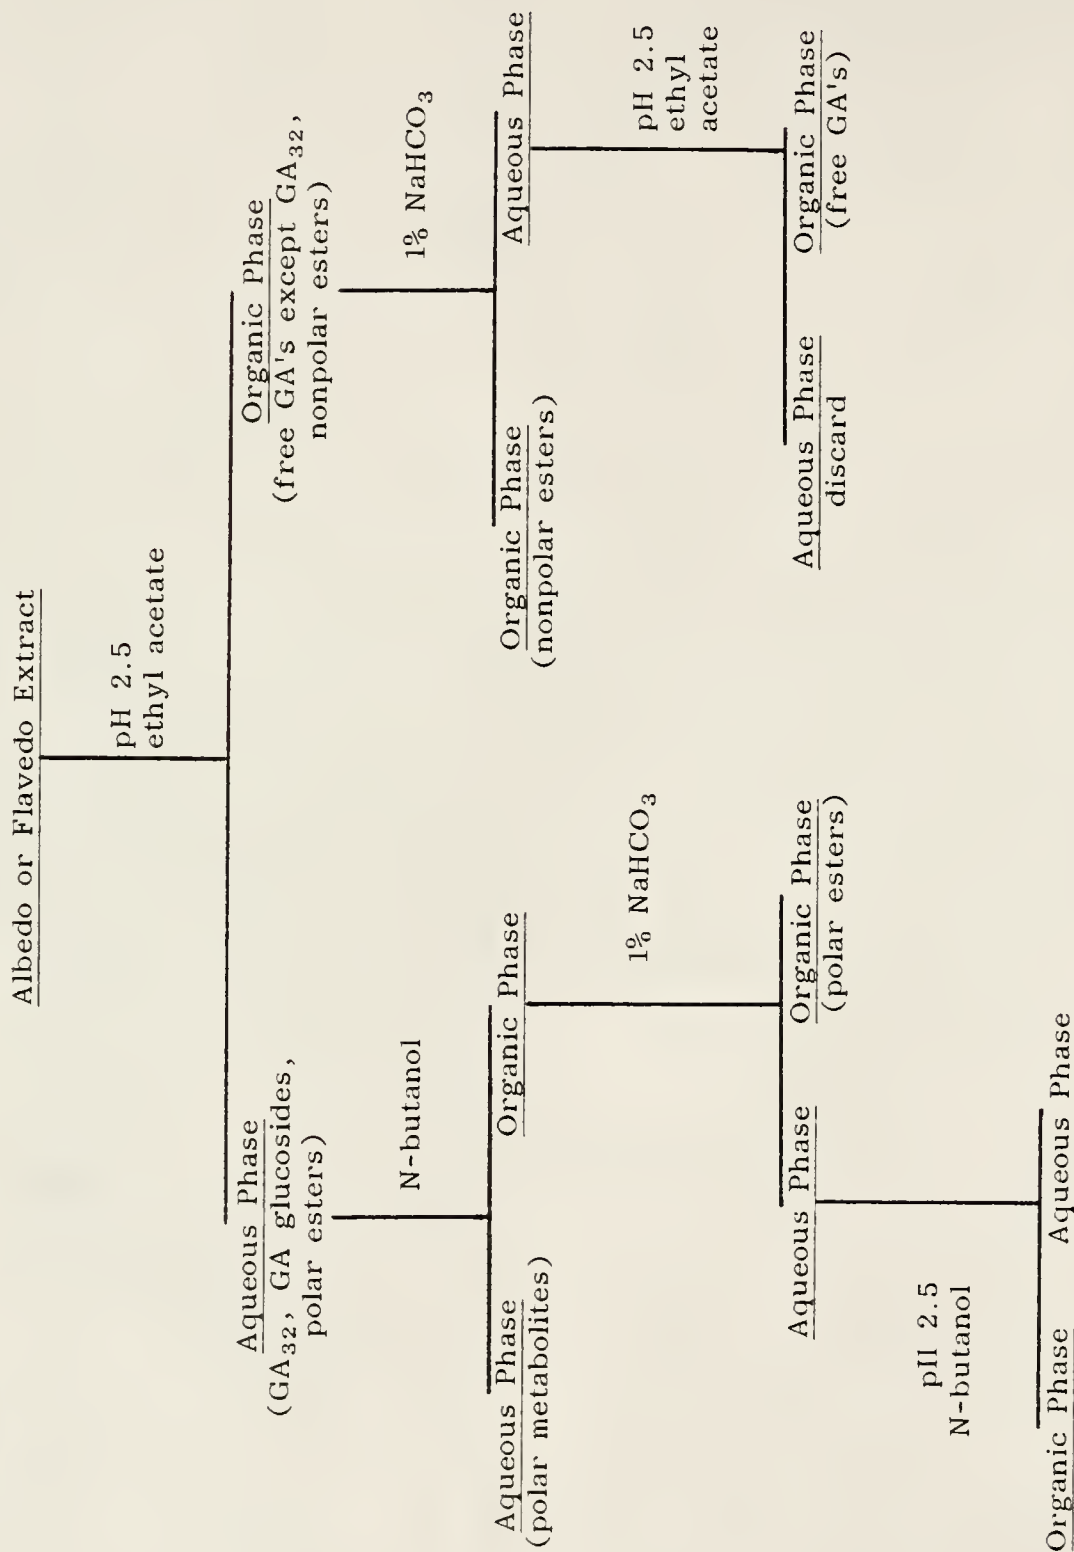 Albedo or Flavedo Extract
pH 2.5
ethyl acetate
Aqueous Phase
(GA₃₂, GA glucosides,
polar esters)
Organic Phase
(free GA's except GA₃₂,
nonpolar esters)
N-butanol
1% NaHCO₃
Aqueous Phase
(polar metabolites)
Organic Phase
Organic Phase
(nonpolar esters)
Aqueous Phase
1% NaHCO₃
pH 2.5
ethyl
acetate
Aqueous Phase
Organic Phase
(polar esters)
Aqueous Phase
discard
Organic Phase
(free GA's)
pH 2.5
N-butanol
Organic Phase
Aqueous Phase